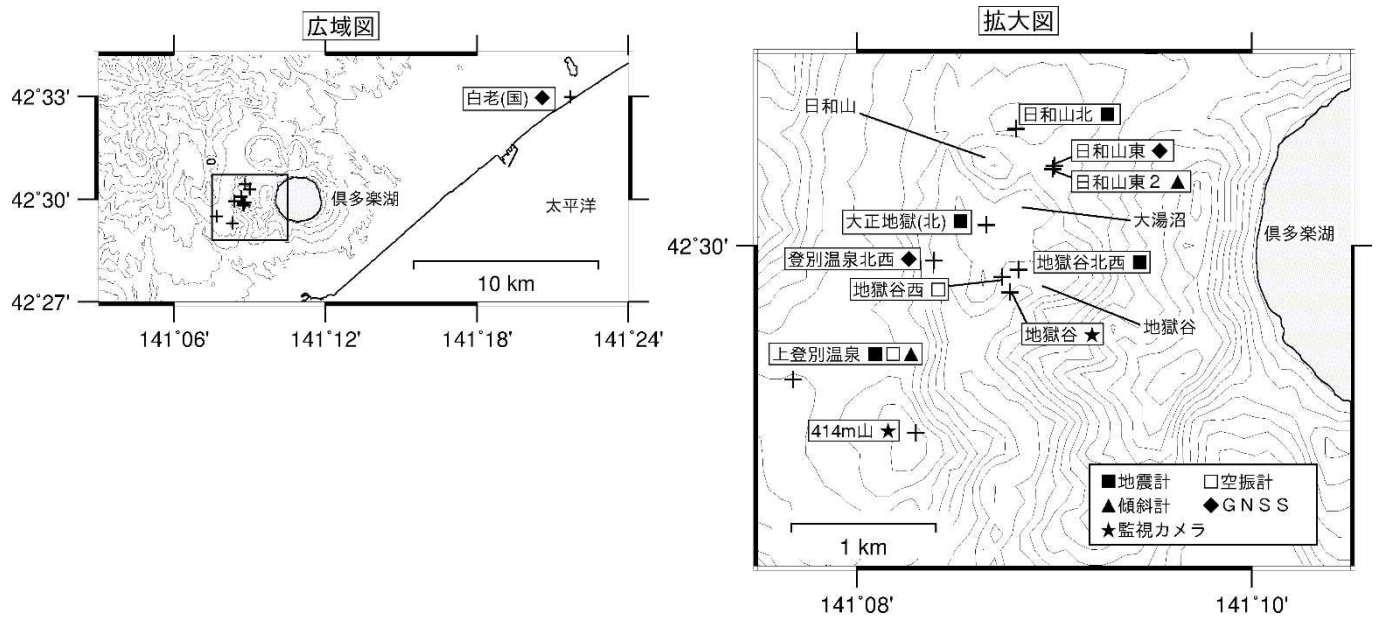 広域図
42°33'
42°30'
42°27'
白老(国) ◆
倶多楽湖
太平洋
10 km
141°06'
141°12'
141°18'
141°24'
拡大図
日和山
日和山北 ■
日和山東 ◆
日和山東２ ▲
大正地獄(北) ■
大湯沼
倶多楽湖
42°30'
登別温泉北西 ◆
地獄谷北西 ■
地獄谷西 □
地獄谷
地獄谷 ★
上登別温泉 ■□▲
414m山 ★
■地震計 □空振計
▲傾斜計 ◆ＧＮＳＳ
★監視カメラ
1 km
141°08'
141°10'